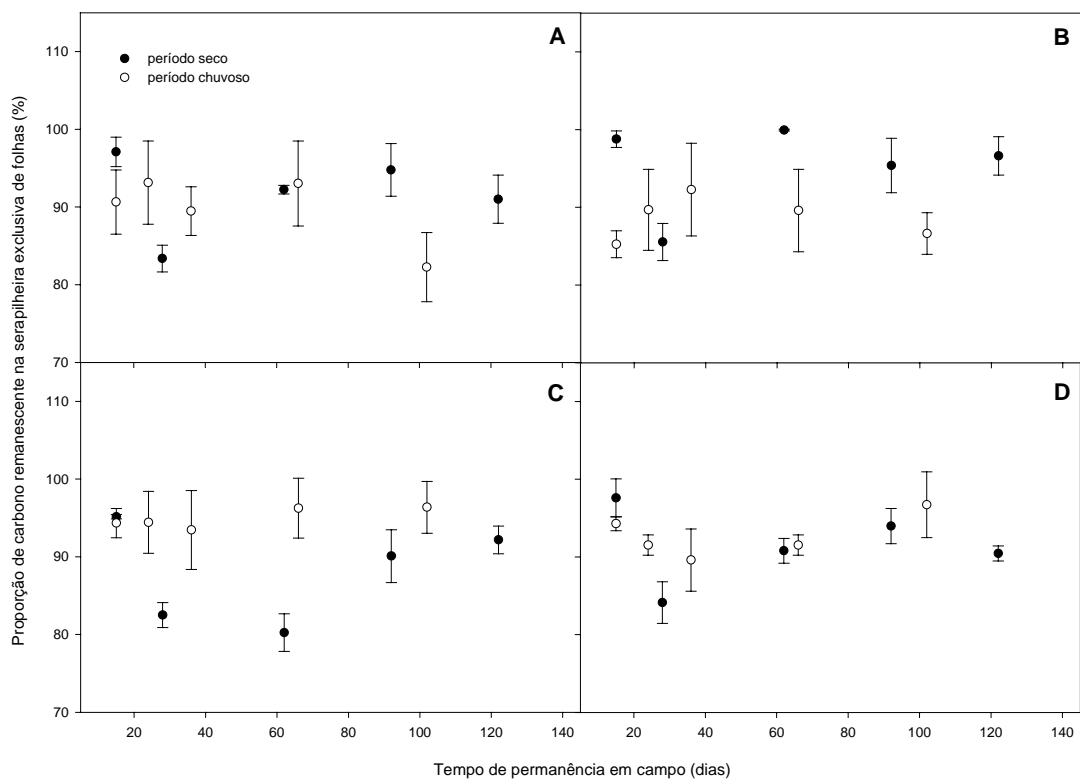 Proporção de carbono remanescente na serapilheira exclusiva de folhas (%)
A
B
período seco
período chuvoso
110
100
90
80
70
C
D
110
100
90
80
70
20 40 60 80 100 120 140
20 40 60 80 100 120 140
Tempo de permanência em campo (dias)